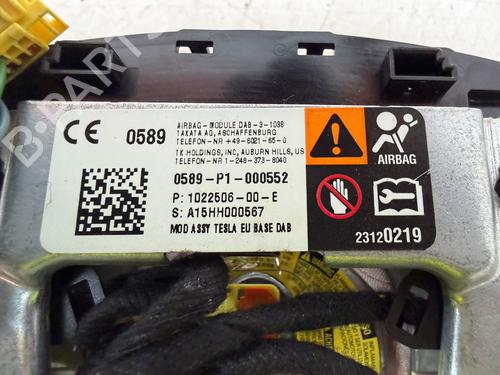 CE 0589
AIRBAG-MODULE DAB-3-1038
TAKATA AG, ASCHAFFENBURG
TELEFON-NR +49-6021-65-0
TK HOLDINGS, INC, AUBURN HILLS, US
TELEFON-NR 1-248-373-8040
0589-P1-000552
P: 1022506-00-E
S: A15HH000567
MOD ASSY TESLA EU BASE DAB
AIRBAG
23120219